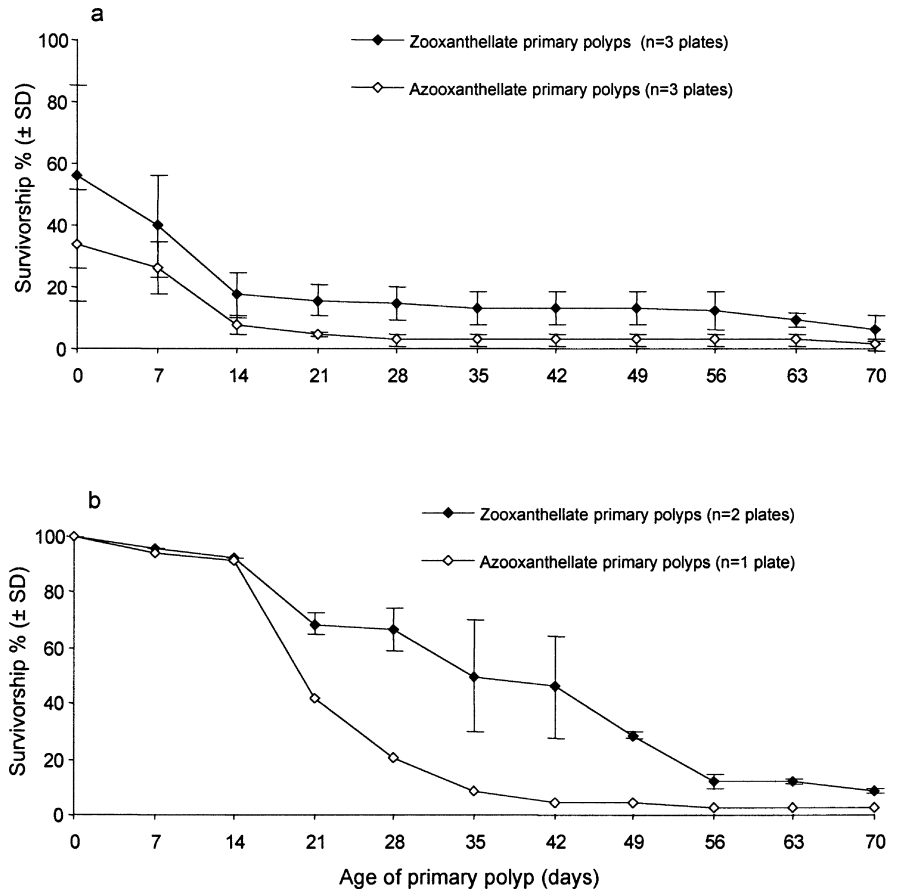 a
Zooxanthellate primary polyps (n=3 plates)
Azooxanthellate primary polyps (n=3 plates)
Survivorship % (± SD)
100
80
60
40
20
0
0 7 14 21 28 35 42 49 56 63 70
b
Zooxanthellate primary polyps (n=2 plates)
Azooxanthellate primary polyps (n=1 plate)
Survivorship % (± SD)
100
80
60
40
20
0
0 7 14 21 28 35 42 49 56 63 70
Age of primary polyp (days)